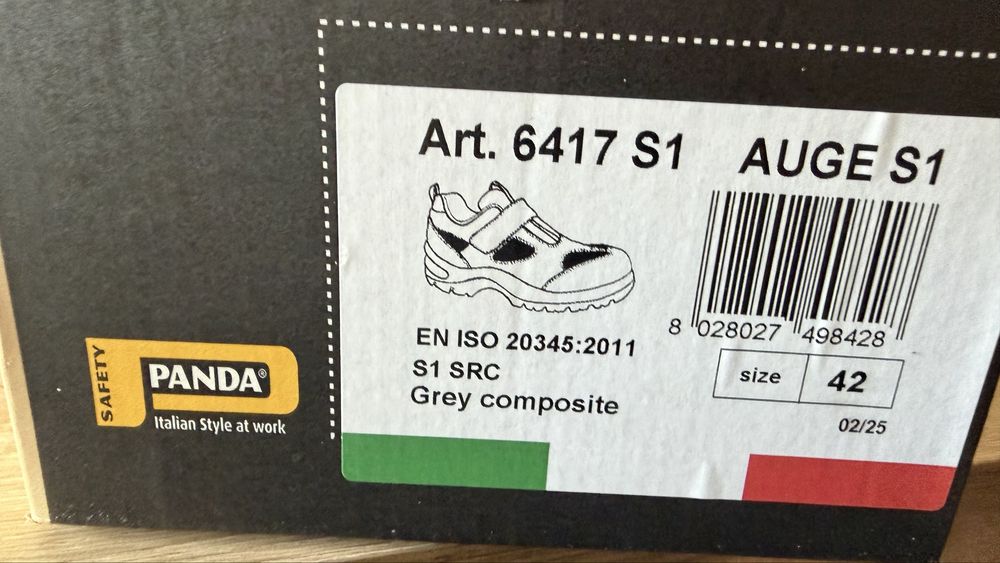 Art. 6417 S1
AUGE S1
8 028027 498428
EN ISO 20345:2011
S1 SRC
Grey composite
size 42
02/25
SAFETY
PANDA®
Italian Style at work